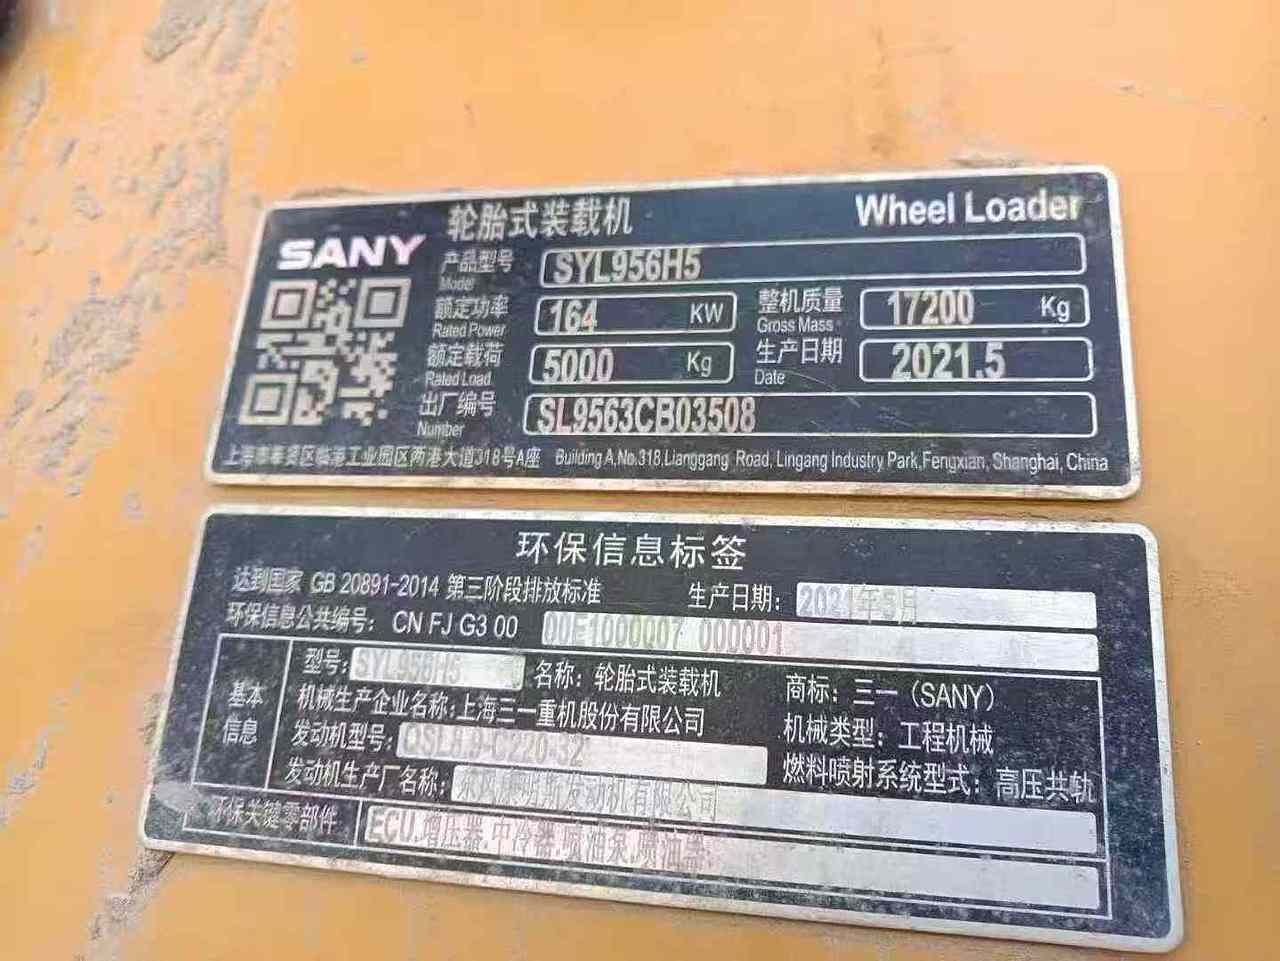 SANY
轮胎式装载机 Wheel Loader
产品型号 SYL956H5
Model
额定功率 164 KW 整机质量 17200 Kg
Rated Power Gross Mass
额定载荷 5000 Kg 生产日期 2021.5
Rated Load Date
出厂编号 SL9563CB03508
Number
上海市奉贤区临港工业园区两港大道318号A座 Building A,No.318,Lianggang Road, Lingang Industry Park,Fengxian, Shanghai, China
环保信息标签
达到国家 GB 20891-2014 第三阶段排放标准 生产日期: 2021年5月
环保信息公共编号: CN FJ G3 00 00E1000007 000001
基本信息
型号: SYL956H5 名称: 轮胎式装载机 商标: 三一 (SANY)
机械生产企业名称: 上海三一重机股份有限公司 机械类型: 工程机械
发动机型号: QSL8.9-C220-32 燃料喷射系统型式: 高压共轨
发动机生产厂名称: 东风康明斯发动机有限公司
环保关键零部件 ECU.增压器.中冷器.喷油泵.喷油器.